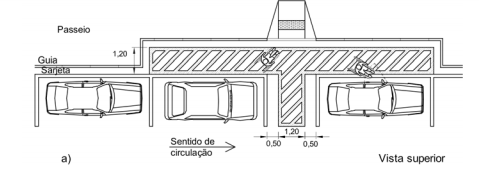 Passeio
1,20
Guia
Sarjeta
1,20
0,50
0,50
Sentido de
circulação
a)
Vista superior